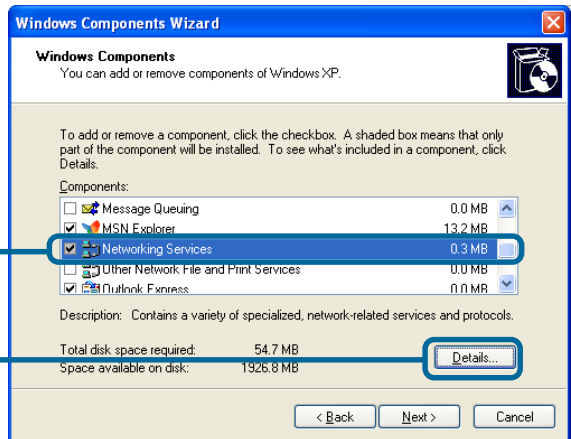 Windows Components Wizard
Windows Components
You can add or remove components of Windows XP.
To add or remove a component, click the checkbox. A shaded box means that only
part of the component will be installed. To see what's included in a component, click
Details.
Components:
Message Queuing 0.0 MB
MSN Explorer 13.2 MB
Networking Services 0.3 MB
Other Network File and Print Services 0.0 MB
Outlook Express 0.0 MB
Description: Contains a variety of specialized, network-related services and protocols.
Total disk space required: 54.7 MB
Space available on disk: 1926.8 MB
Details...
< Back Next > Cancel